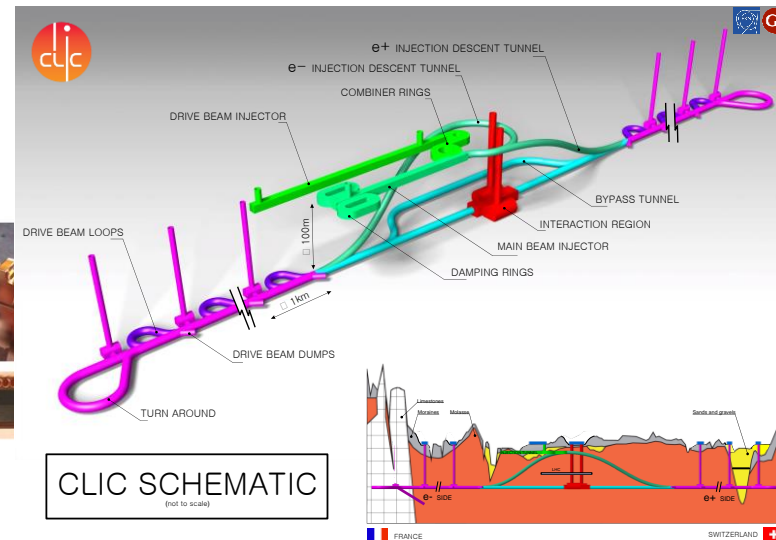 CLIC
e+ INJECTION DESCENT TUNNEL
e− INJECTION DESCENT TUNNEL
COMBINER RINGS
DRIVE BEAM INJECTOR
BYPASS TUNNEL
INTERACTION REGION
MAIN BEAM INJECTOR
DAMPING RINGS
DRIVE BEAM LOOPS
□ 100m
□ 1km
DRIVE BEAM DUMPS
TURN AROUND
CLIC SCHEMATIC
(not to scale)
Limestones
Moraines
Molasse
Sands and gravels
LHC
e- SIDE
e+ SIDE
FRANCE
SWITZERLAND